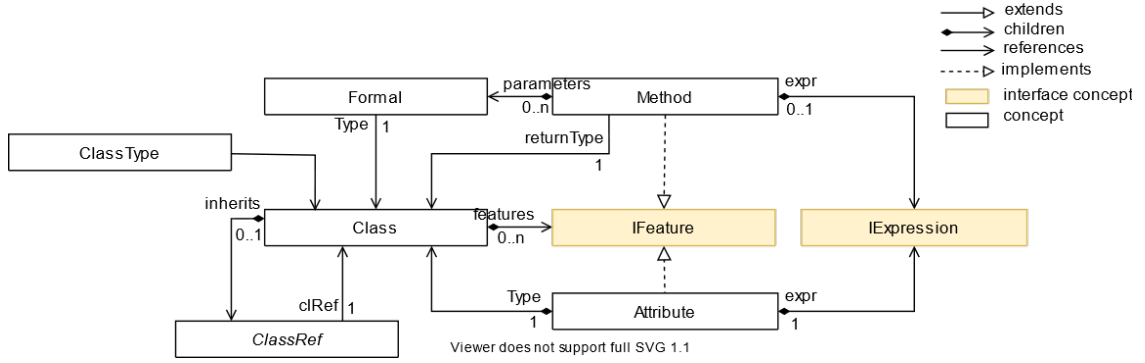 extends
children
references
implements
interface concept
concept
parameters
expr
Formal
Method
0..n
0..1
Type
1
returnType
1
ClassType
inherits
features
Class
IFeature
IExpression
0..1
0..n
clRef
1
Type
expr
Attribute
1
1
ClassRef
Viewer does not support full SVG 1.1